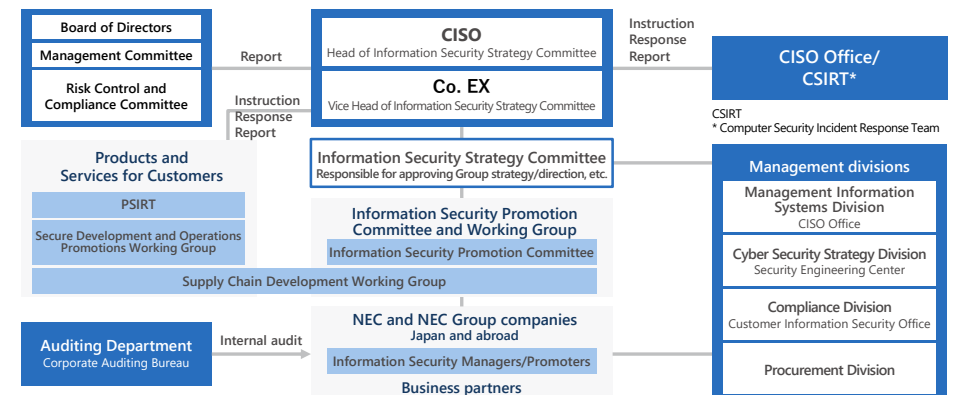 Board of Directors
Management Committee
Risk Control and
Compliance Committee
Report
CISO
Head of Information Security Strategy Committee
Co. EX
Vice Head of Information Security Strategy Committee
Instruction
Response
Report
CISO Office/
CSIRT*
CSIRT
* Computer Security Incident Response Team
Instruction
Response
Report
Products and
Services for Customers
PSIRT
Secure Development and Operations
Promotions Working Group
Information Security Strategy Committee
Responsible for approving Group strategy/direction, etc.
Information Security Promotion
Committee and Working Group
Information Security Promotion Committee
Supply Chain Development Working Group
Management divisions
Management Information
Systems Division
CISO Office
Cyber Security Strategy Division
Security Engineering Center
Compliance Division
Customer Information Security Office
Procurement Division
Auditing Department
Corporate Auditing Bureau
Internal audit
NEC and NEC Group companies
Japan and abroad
Information Security Managers/Promoters
Business partners